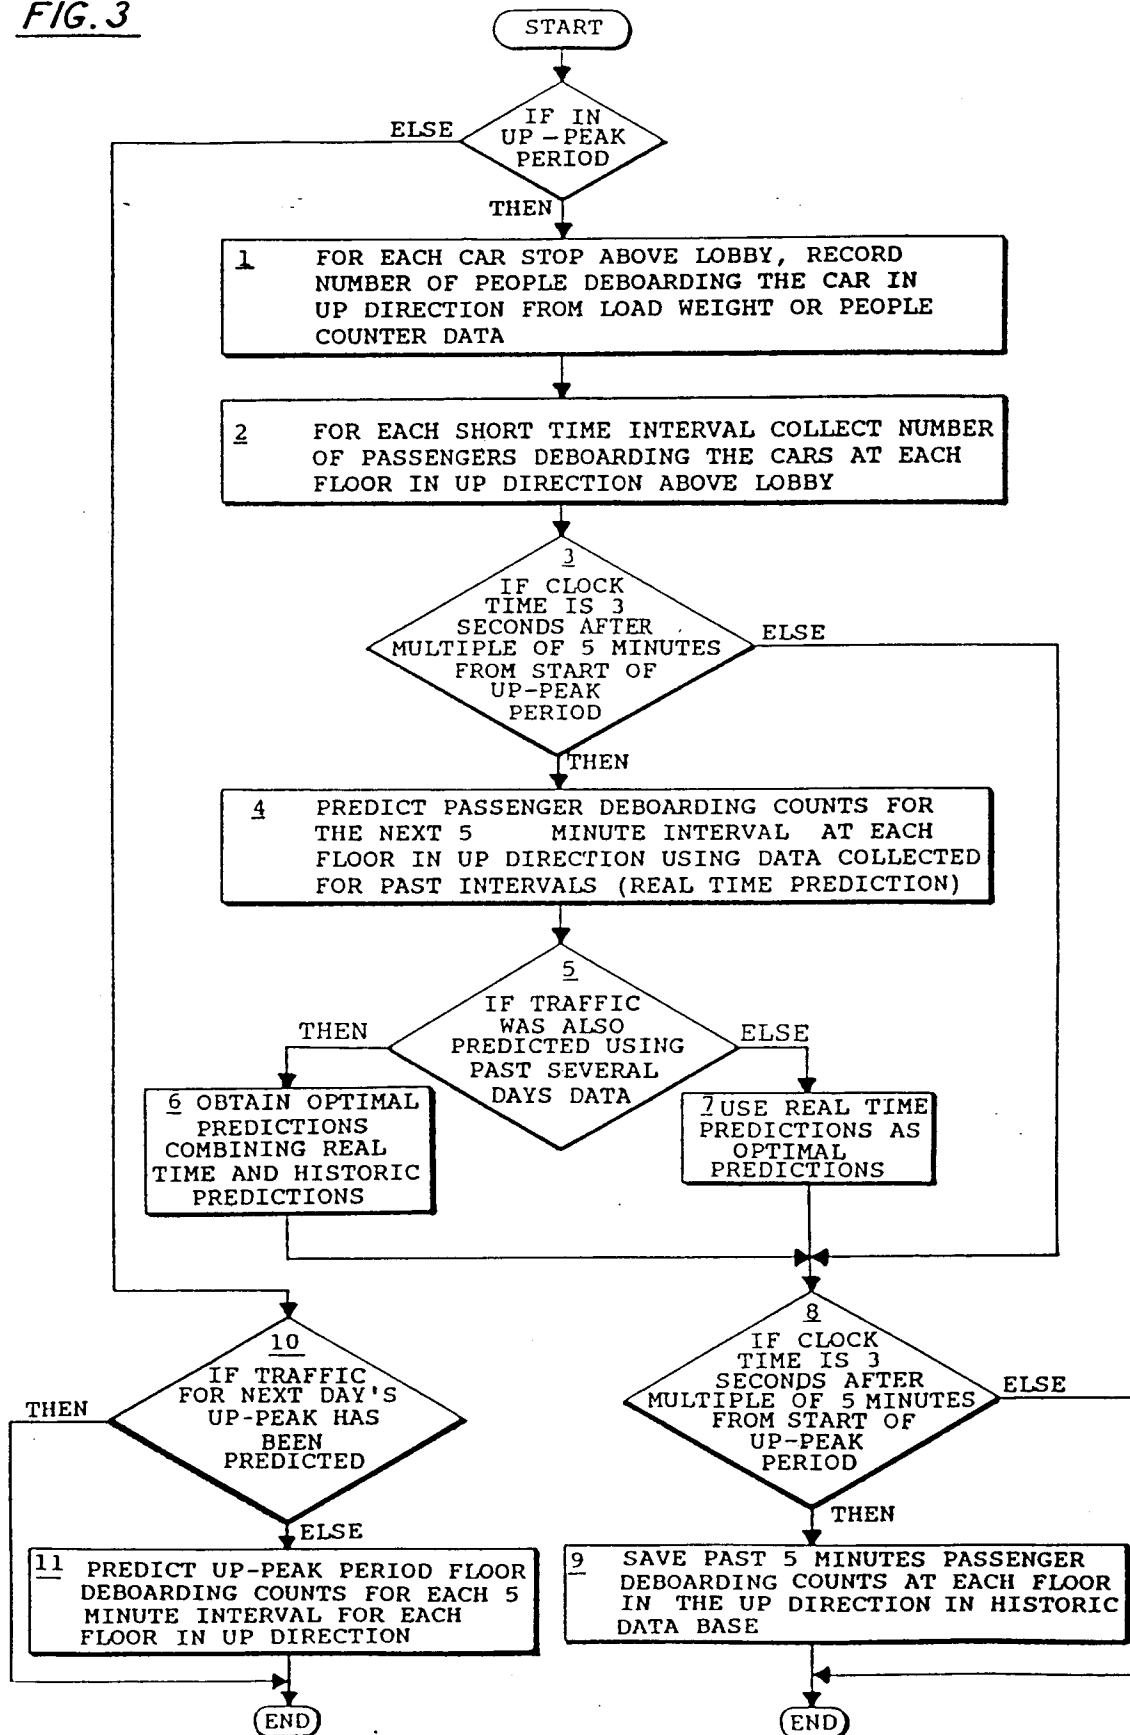 FIG. 3
START
IF IN
UP-PEAK
PERIOD
ELSE
THEN
1 FOR EACH CAR STOP ABOVE LOBBY, RECORD
NUMBER OF PEOPLE DEBOARDING THE CAR IN
UP DIRECTION FROM LOAD WEIGHT OR PEOPLE
COUNTER DATA
2 FOR EACH SHORT TIME INTERVAL COLLECT NUMBER
OF PASSENGERS DEBOARDING THE CARS AT EACH
FLOOR IN UP DIRECTION ABOVE LOBBY
3
IF CLOCK
TIME IS 3
SECONDS AFTER
MULTIPLE OF 5 MINUTES
FROM START OF
UP-PEAK
PERIOD
ELSE
THEN
4 PREDICT PASSENGER DEBOARDING COUNTS FOR
THE NEXT 5 MINUTE INTERVAL AT EACH
FLOOR IN UP DIRECTION USING DATA COLLECTED
FOR PAST INTERVALS (REAL TIME PREDICTION)
5
IF TRAFFIC
WAS ALSO
PREDICTED USING
PAST SEVERAL
DAYS DATA
THEN
ELSE
6 OBTAIN OPTIMAL
PREDICTIONS
COMBINING REAL
TIME AND HISTORIC
PREDICTIONS
7 USE REAL TIME
PREDICTIONS AS
OPTIMAL
PREDICTIONS
8
IF CLOCK
TIME IS 3
SECONDS AFTER
MULTIPLE OF 5 MINUTES
FROM START OF
UP-PEAK
PERIOD
ELSE
THEN
9 SAVE PAST 5 MINUTES PASSENGER
DEBOARDING COUNTS AT EACH FLOOR
IN THE UP DIRECTION IN HISTORIC
DATA BASE
END
10
IF TRAFFIC
FOR NEXT DAY'S
UP-PEAK HAS
BEEN
PREDICTED
THEN
ELSE
11 PREDICT UP-PEAK PERIOD FLOOR
DEBOARDING COUNTS FOR EACH 5
MINUTE INTERVAL FOR EACH
FLOOR IN UP DIRECTION
END